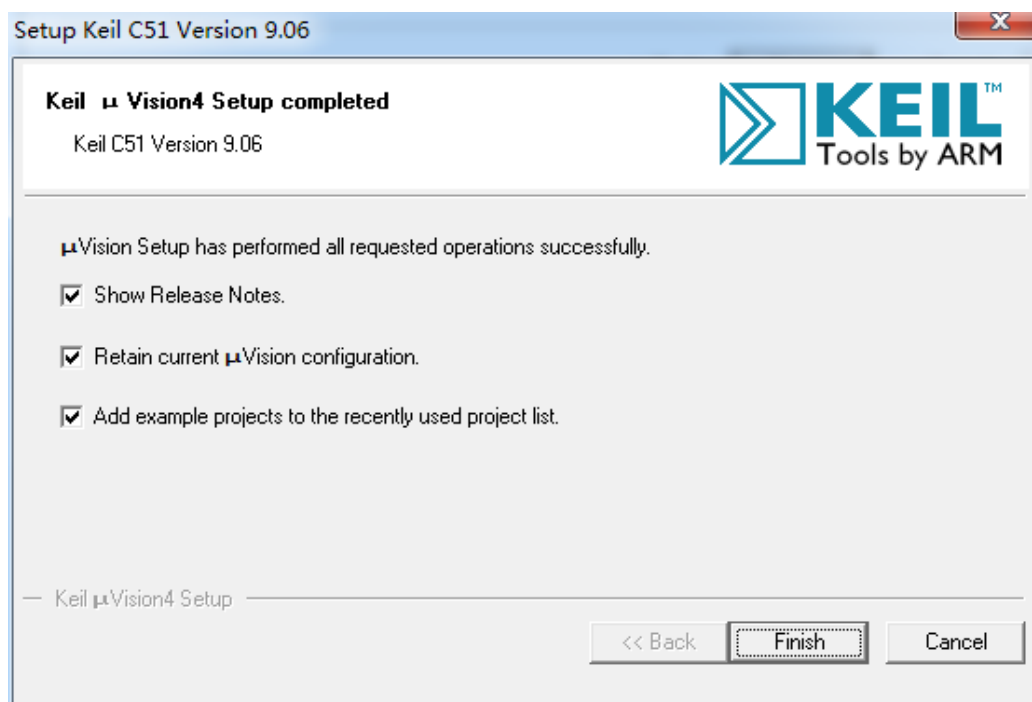 Setup Keil C51 Version 9.06
Keil μ Vision4 Setup completed
Keil C51 Version 9.06
KEIL™
Tools by ARM
μVision Setup has performed all requested operations successfully.
Show Release Notes.
Retain current μVision configuration.
Add example projects to the recently used project list.
Keil μVision4 Setup
<< Back
Finish
Cancel